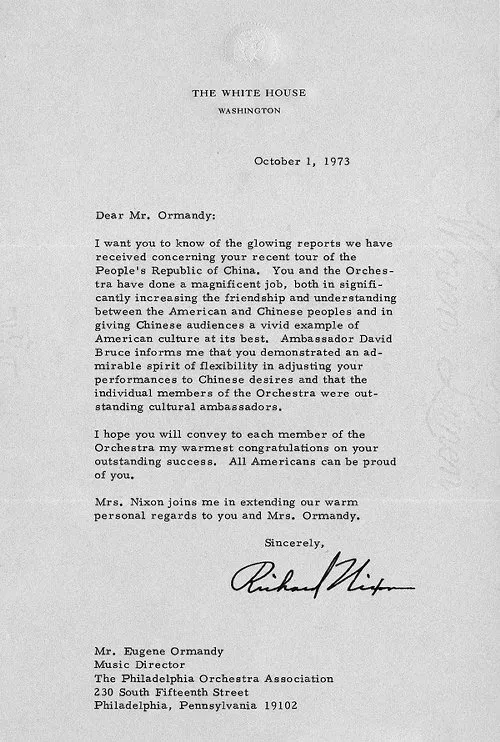 THE WHITE HOUSE
WASHINGTON
October 1, 1973
Dear Mr. Ormandy:
I want you to know of the glowing reports we have
received concerning your recent tour of the
People's Republic of China. You and the Orches-
tra have done a magnificent job, both in signifi-
cantly increasing the friendship and understanding
between the American and Chinese peoples and in
giving Chinese audiences a vivid example of
American culture at its best. Ambassador David
Bruce informs me that you demonstrated an ad-
mirable spirit of flexibility in adjusting your
performances to Chinese desires and that the
individual members of the Orchestra were out-
standing cultural ambassadors.
I hope you will convey to each member of the
Orchestra my warmest congratulations on your
outstanding success. All Americans can be proud
of you.
Mrs. Nixon joins me in extending our warm
personal regards to you and Mrs. Ormandy.
Sincerely,
Richard Nixon
Mr. Eugene Ormandy
Music Director
The Philadelphia Orchestra Association
230 South Fifteenth Street
Philadelphia, Pennsylvania 19102